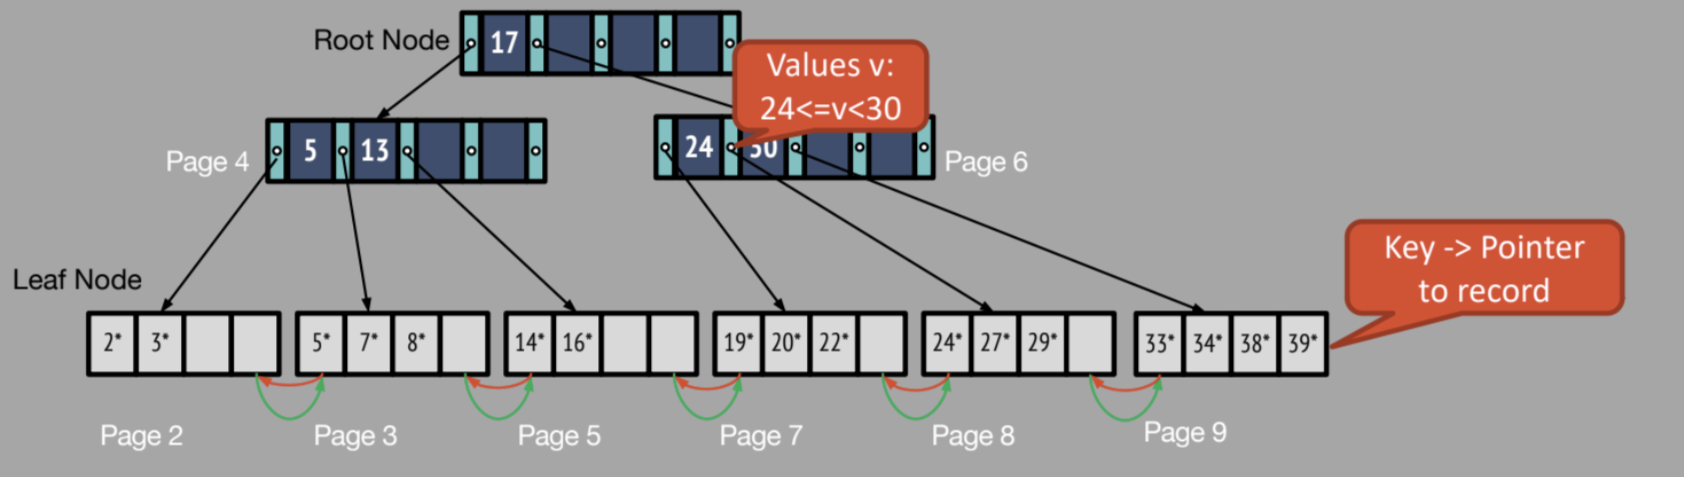 Root Node
17
Values v:
24<=v<30
Page 4
5 13
24 30
Page 6
Leaf Node
Key -> Pointer
to record
2* 3*
5* 7* 8*
14* 16*
19* 20* 22*
24* 27* 29*
33* 34* 38* 39*
Page 2
Page 3
Page 5
Page 7
Page 8
Page 9